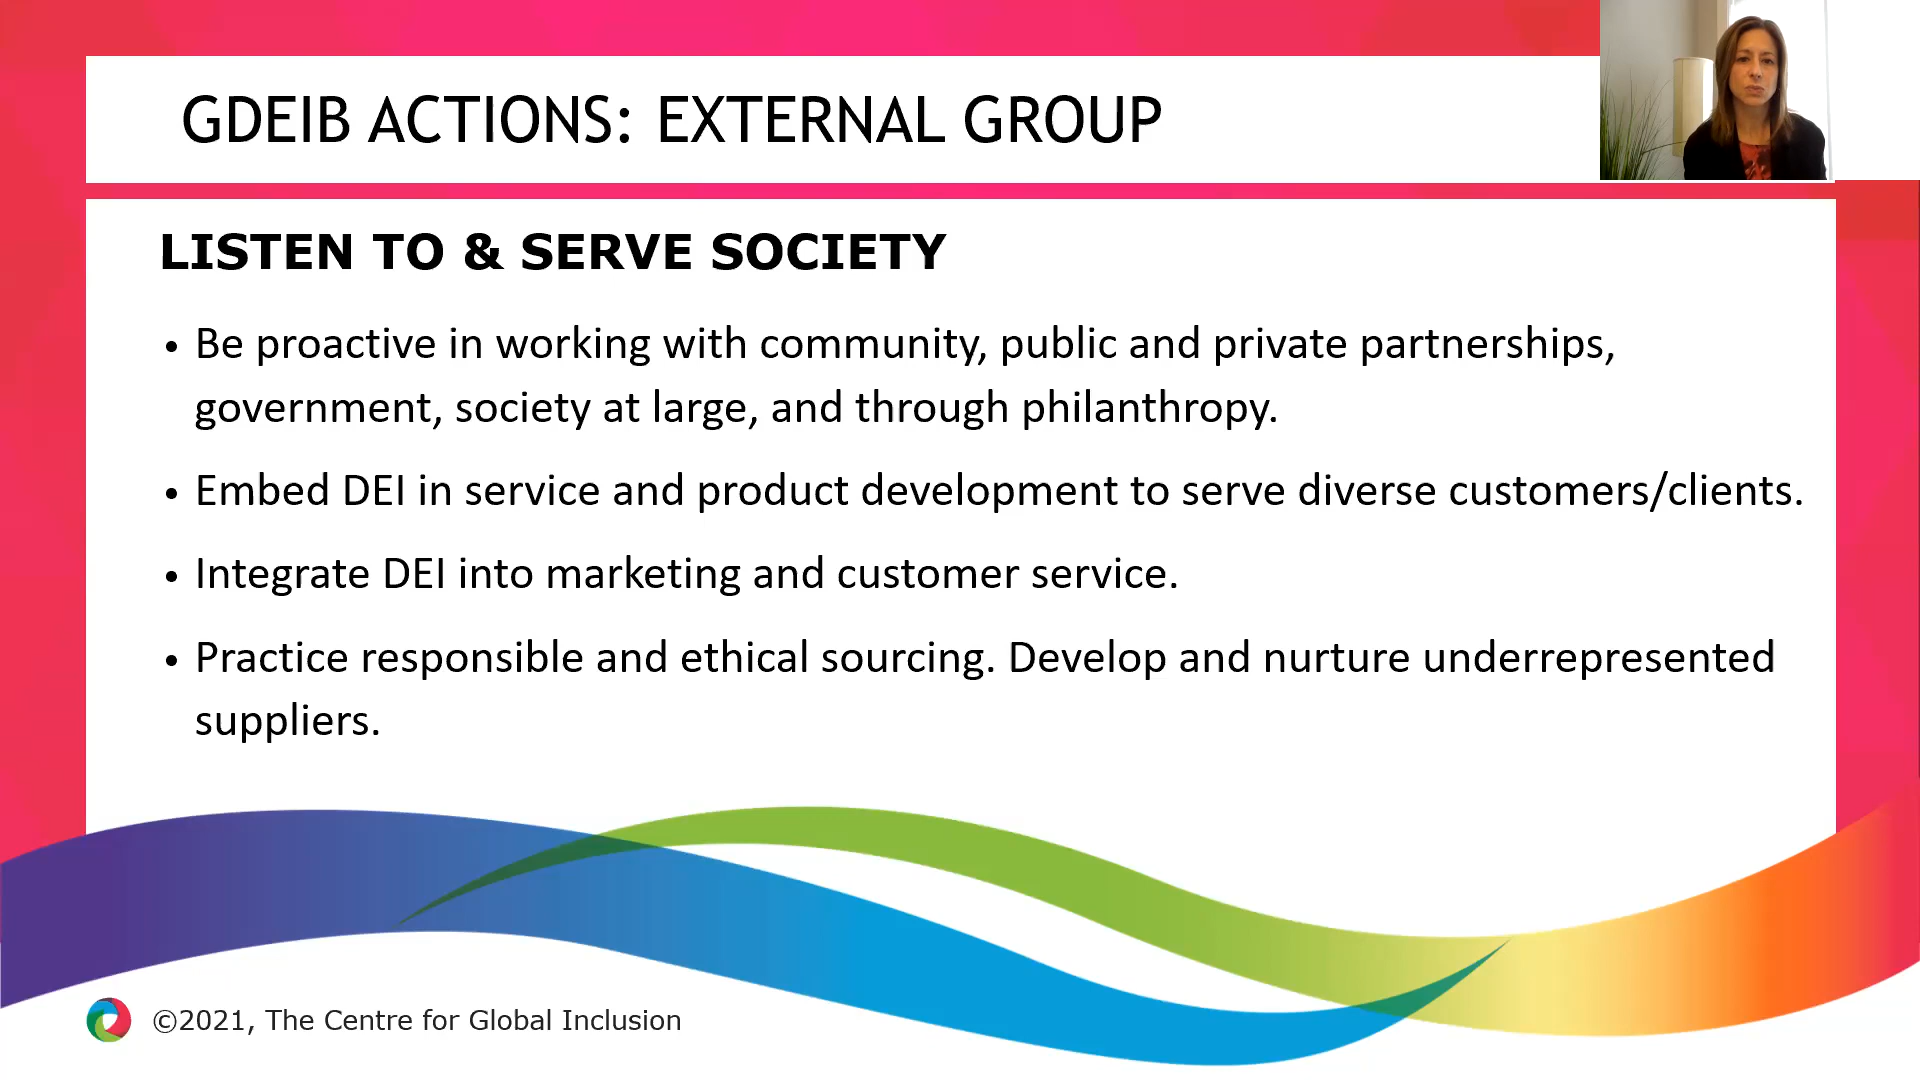 GDEIB ACTIONS: EXTERNAL GROUP
LISTEN TO & SERVE SOCIETY
• Be proactive in working with community, public and private partnerships,
government, society at large, and through philanthropy.
• Embed DEI in service and product development to serve diverse customers/clients.
• Integrate DEI into marketing and customer service.
• Practice responsible and ethical sourcing. Develop and nurture underrepresented
suppliers.
©2021, The Centre for Global Inclusion